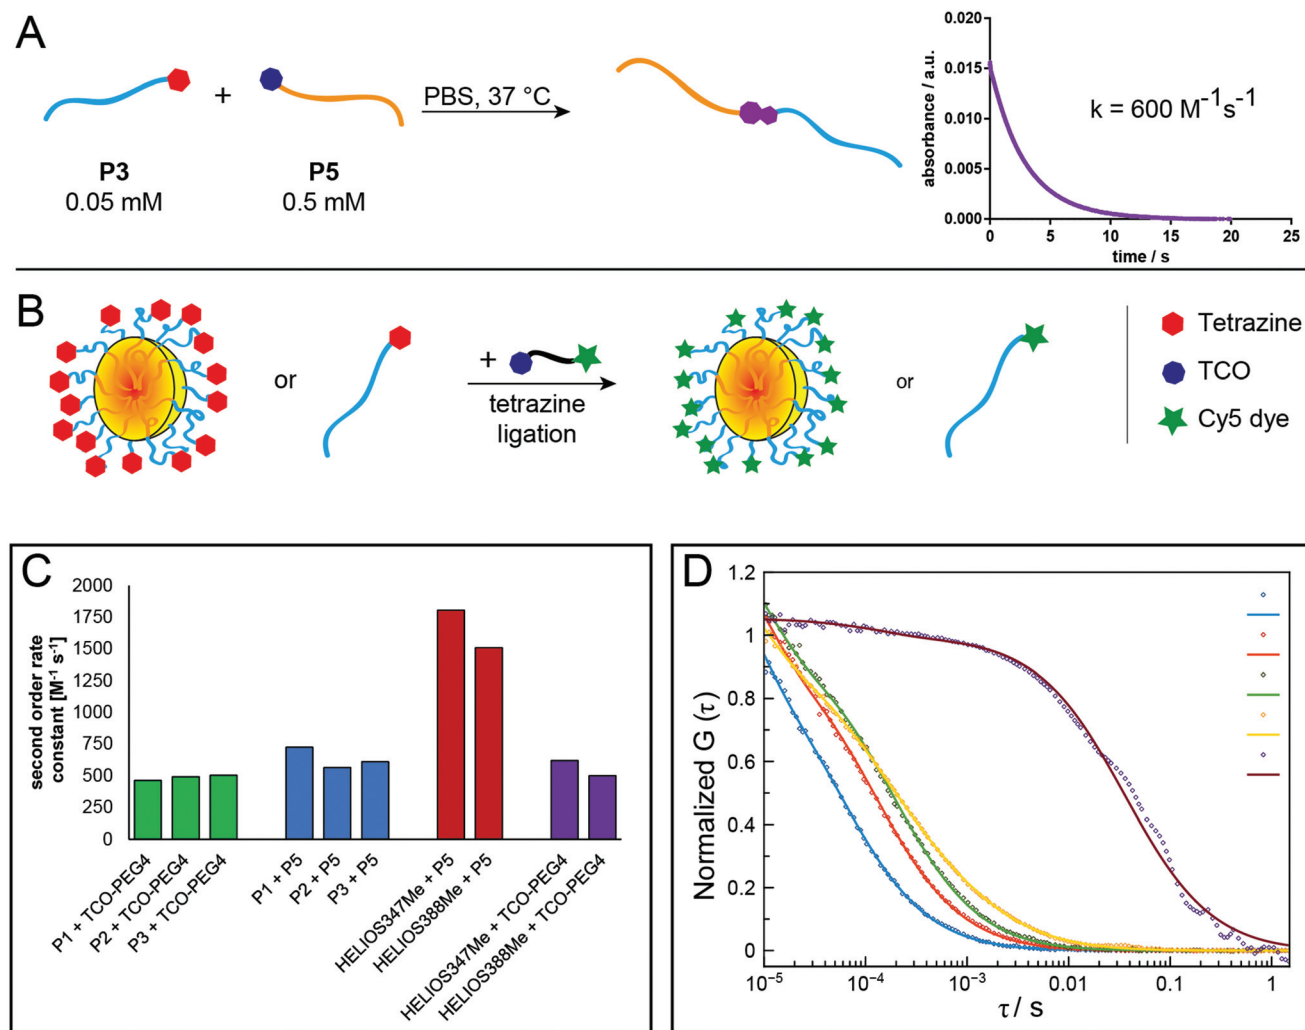 A
P3
0.05 mM
+
P5
0.5 mM
PBS, 37 °C
absorbance / a.u.
0.020
0.015
0.010
0.005
0.000
0 5 10 15 20 25
time / s
k = 600 M⁻¹s⁻¹
B
or
+
tetrazine
ligation
or
Tetrazine
TCO
Cy5 dye
C
second order rate
constant [M⁻¹ s⁻¹]
2000
1750
1500
1250
1000
750
500
250
0
P1 + TCO-PEG4
P2 + TCO-PEG4
P3 + TCO-PEG4
P1 + P5
P2 + P5
P3 + P5
HELIOS347Me + P5
HELIOS388Me + P5
HELIOS347Me + TCO-PEG4
HELIOS388Me + TCO-PEG4
D
Normalized G (τ)
1.2
1
0.8
0.6
0.4
0.2
0
10⁻⁵ 10⁻⁴ 10⁻³ 0.01 0.1 1
τ / s